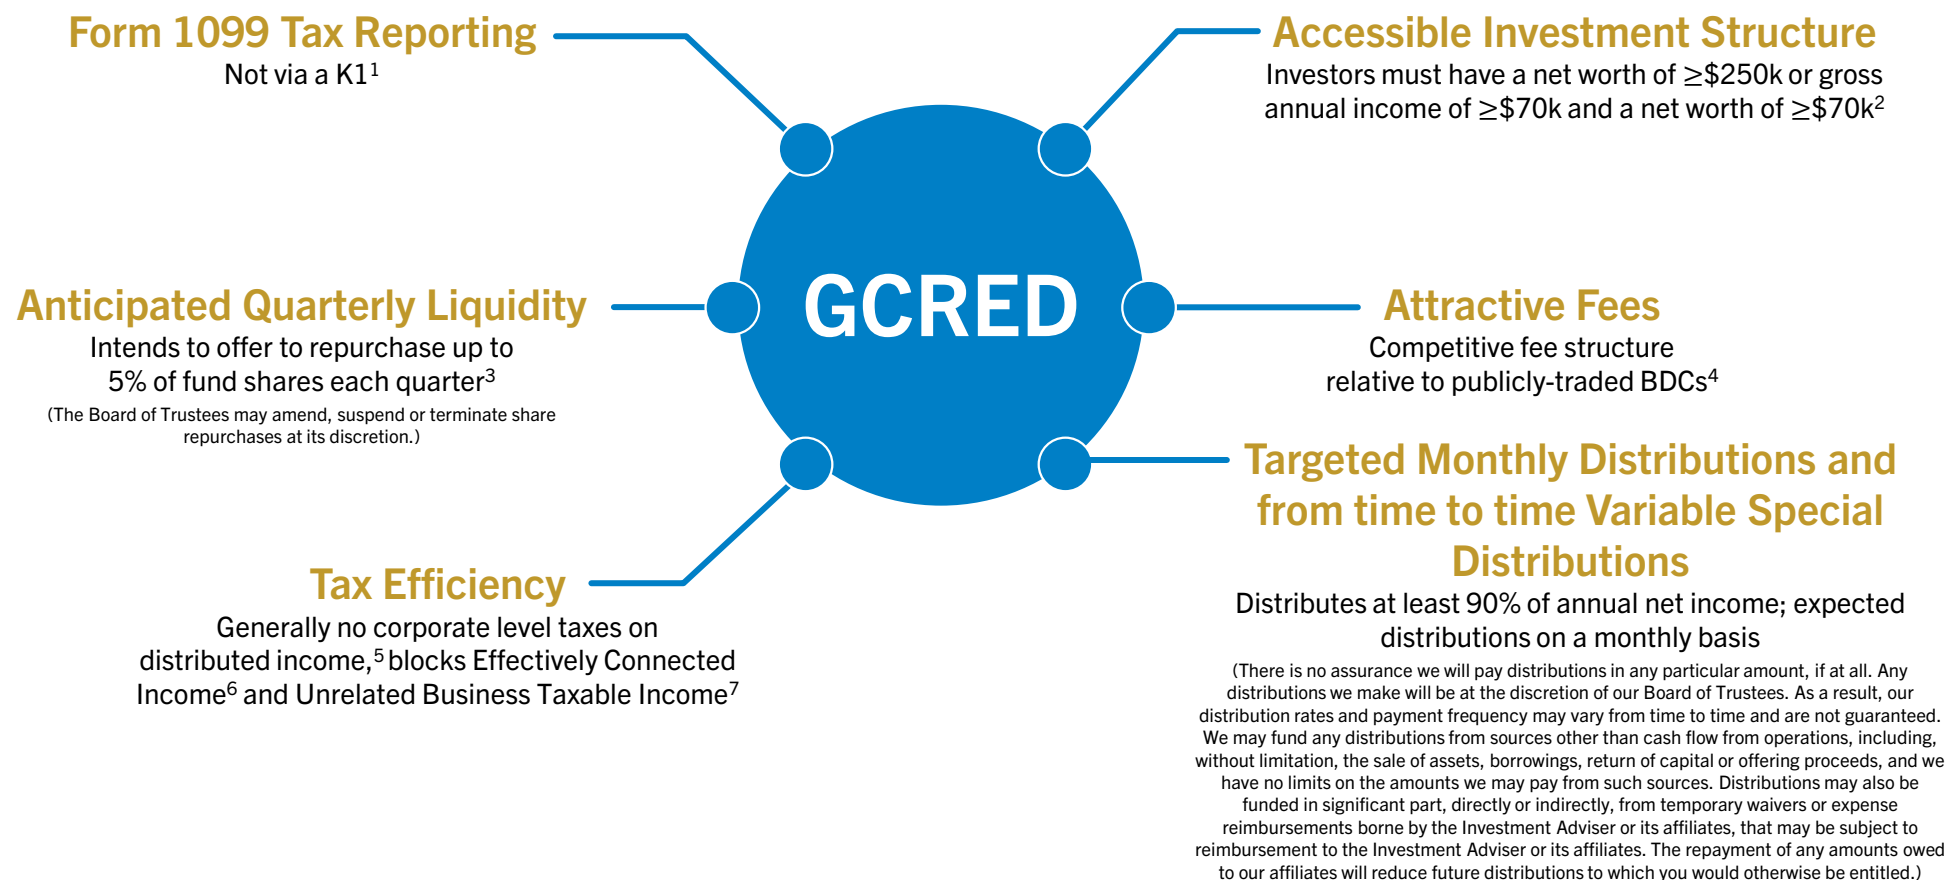 Form 1099 Tax Reporting
Not via a K1¹
Accessible Investment Structure
Investors must have a net worth of ≥$250k or gross
annual income of ≥$70k and a net worth of ≥$70k²
GCRED
Anticipated Quarterly Liquidity
Intends to offer to repurchase up to
5% of fund shares each quarter³
(The Board of Trustees may amend, suspend or terminate share
repurchases at its discretion.)
Attractive Fees
Competitive fee structure
relative to publicly-traded BDCs⁴
Tax Efficiency
Generally no corporate level taxes on
distributed income,⁵ blocks Effectively Connected
Income⁶ and Unrelated Business Taxable Income⁷
Targeted Monthly Distributions and
from time to time Variable Special
Distributions
Distributes at least 90% of annual net income; expected
distributions on a monthly basis
(There is no assurance we will pay distributions in any particular amount, if at all. Any
distributions we make will be at the discretion of our Board of Trustees. As a result, our
distribution rates and payment frequency may vary from time to time and are not guaranteed.
We may fund any distributions from sources other than cash flow from operations, including,
without limitation, the sale of assets, borrowings, return of capital or offering proceeds, and we
have no limits on the amounts we may pay from such sources. Distributions may also be
funded in significant part, directly or indirectly, from temporary waivers or expense
reimbursements borne by the Investment Adviser or its affiliates, that may be subject to
reimbursement to the Investment Adviser or its affiliates. The repayment of any amounts owed
to our affiliates will reduce future distributions to which you would otherwise be entitled.)